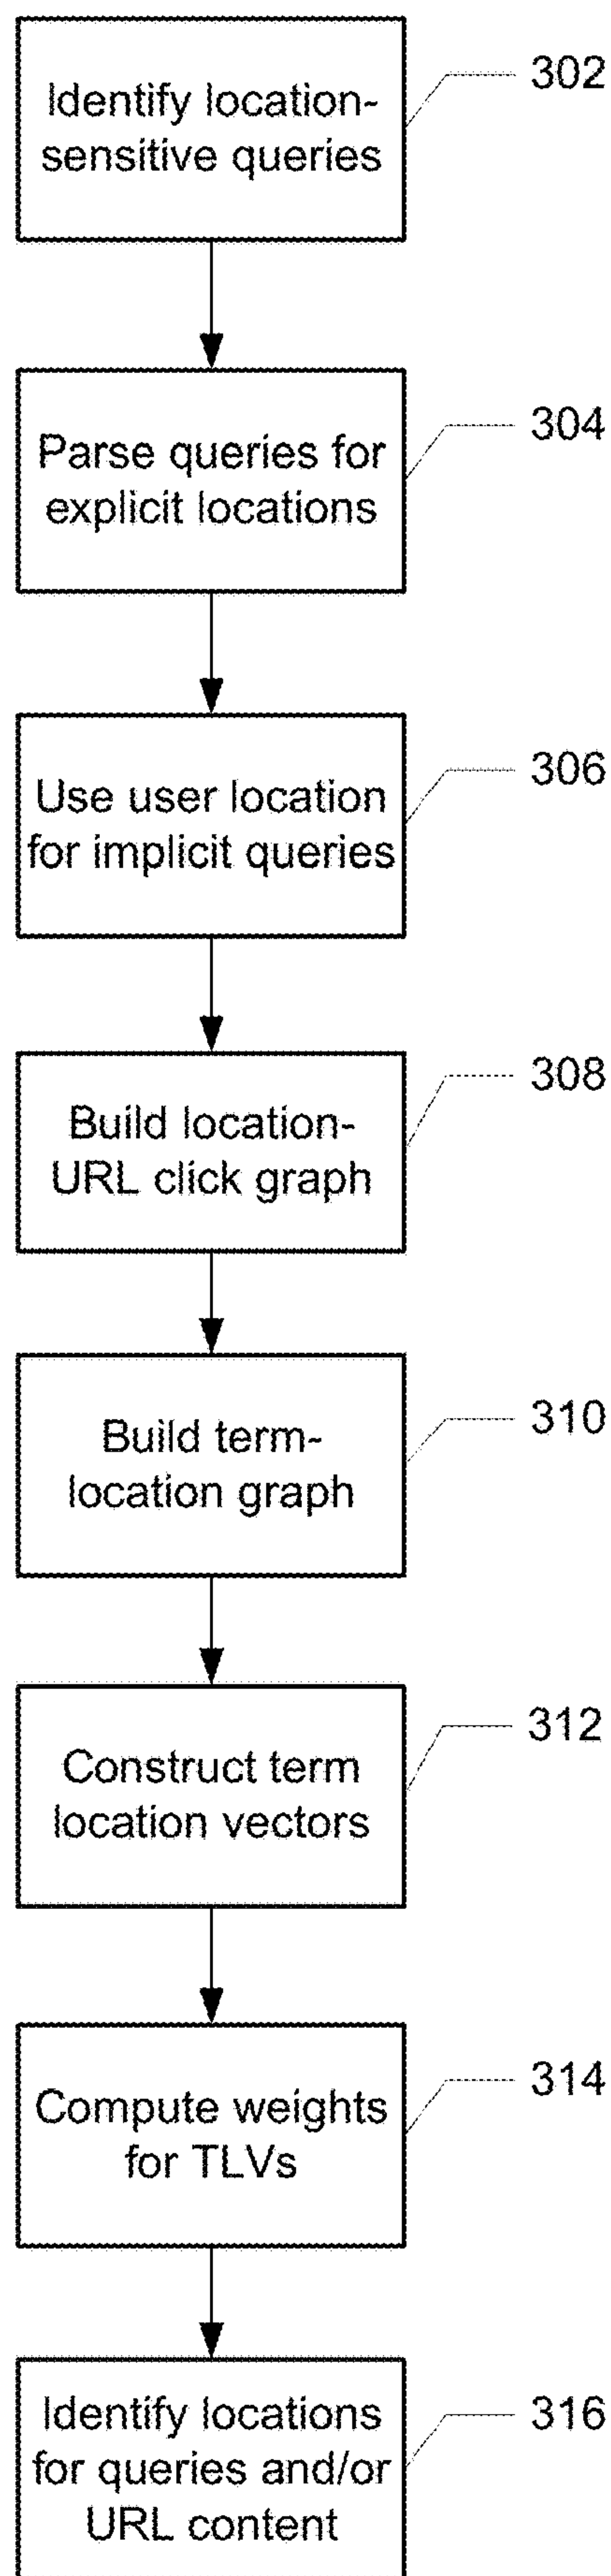 Identify location-
sensitive queries
302
Parse queries for
explicit locations
304
Use user location
for implicit queries
306
Build location-
URL click graph
308
Build term-
location graph
310
Construct term
location vectors
312
Compute weights
for TLVs
314
Identify locations
for queries and/or
URL content
316